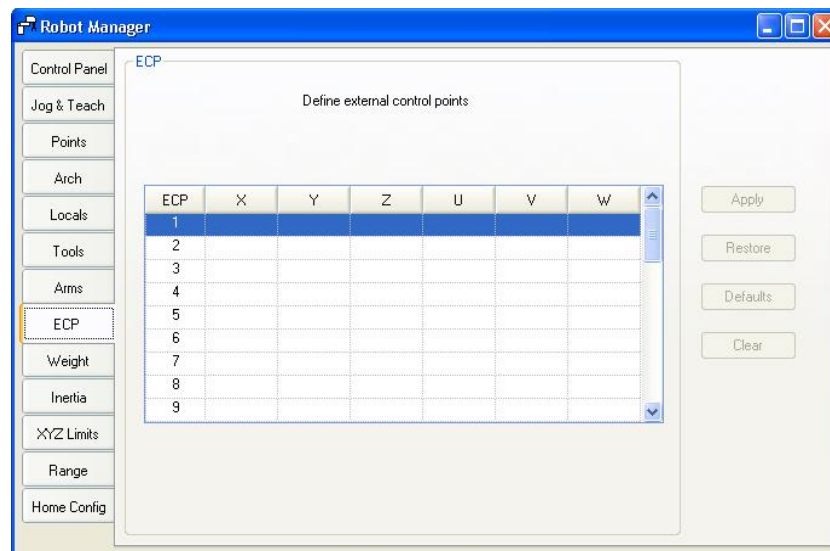 Robot Manager
Control Panel
Jog & Teach
Points
Arch
Locals
Tools
Arms
ECP
Weight
Inertia
XYZ Limits
Range
Home Config
ECP
Define external control points
ECP X Y Z U V W
1
2
3
4
5
6
7
8
9
Apply
Restore
Defaults
Clear